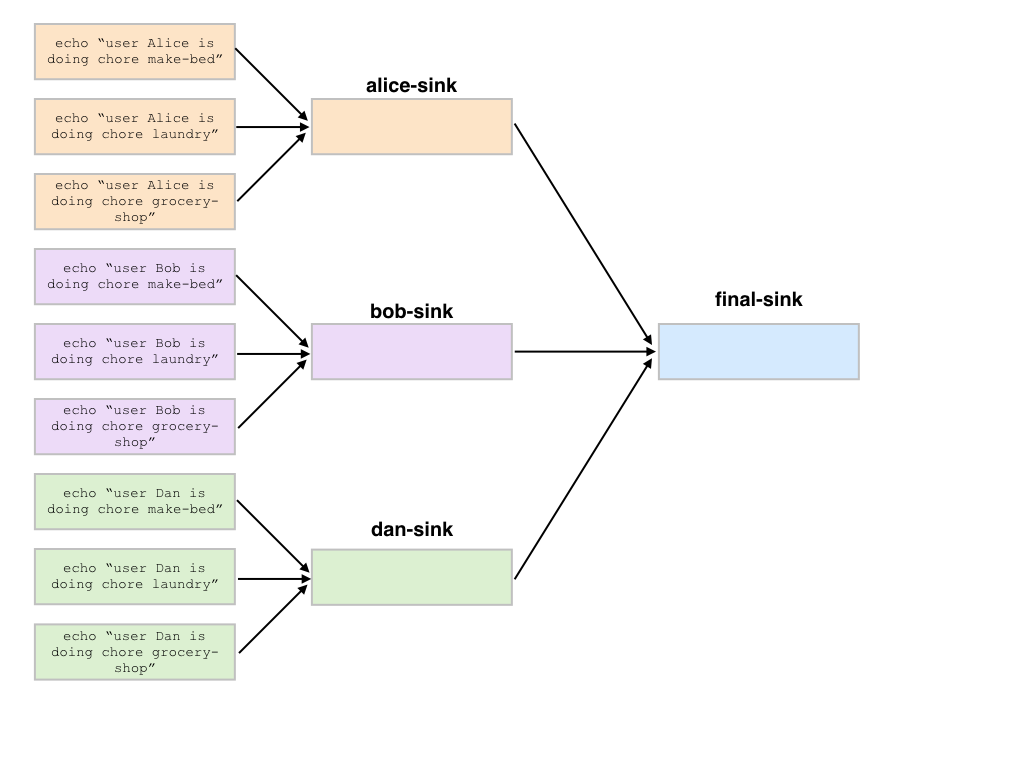 echo “user Alice is
doing chore make-bed”
echo “user Alice is
doing chore laundry”
echo “user Alice is
doing chore grocery-
shop”
echo “user Bob is
doing chore make-bed”
echo “user Bob is
doing chore laundry”
echo “user Bob is
doing chore grocery-
shop”
echo “user Dan is
doing chore make-bed”
echo “user Dan is
doing chore laundry”
echo “user Dan is
doing chore grocery-
shop”
alice-sink
bob-sink
dan-sink
final-sink